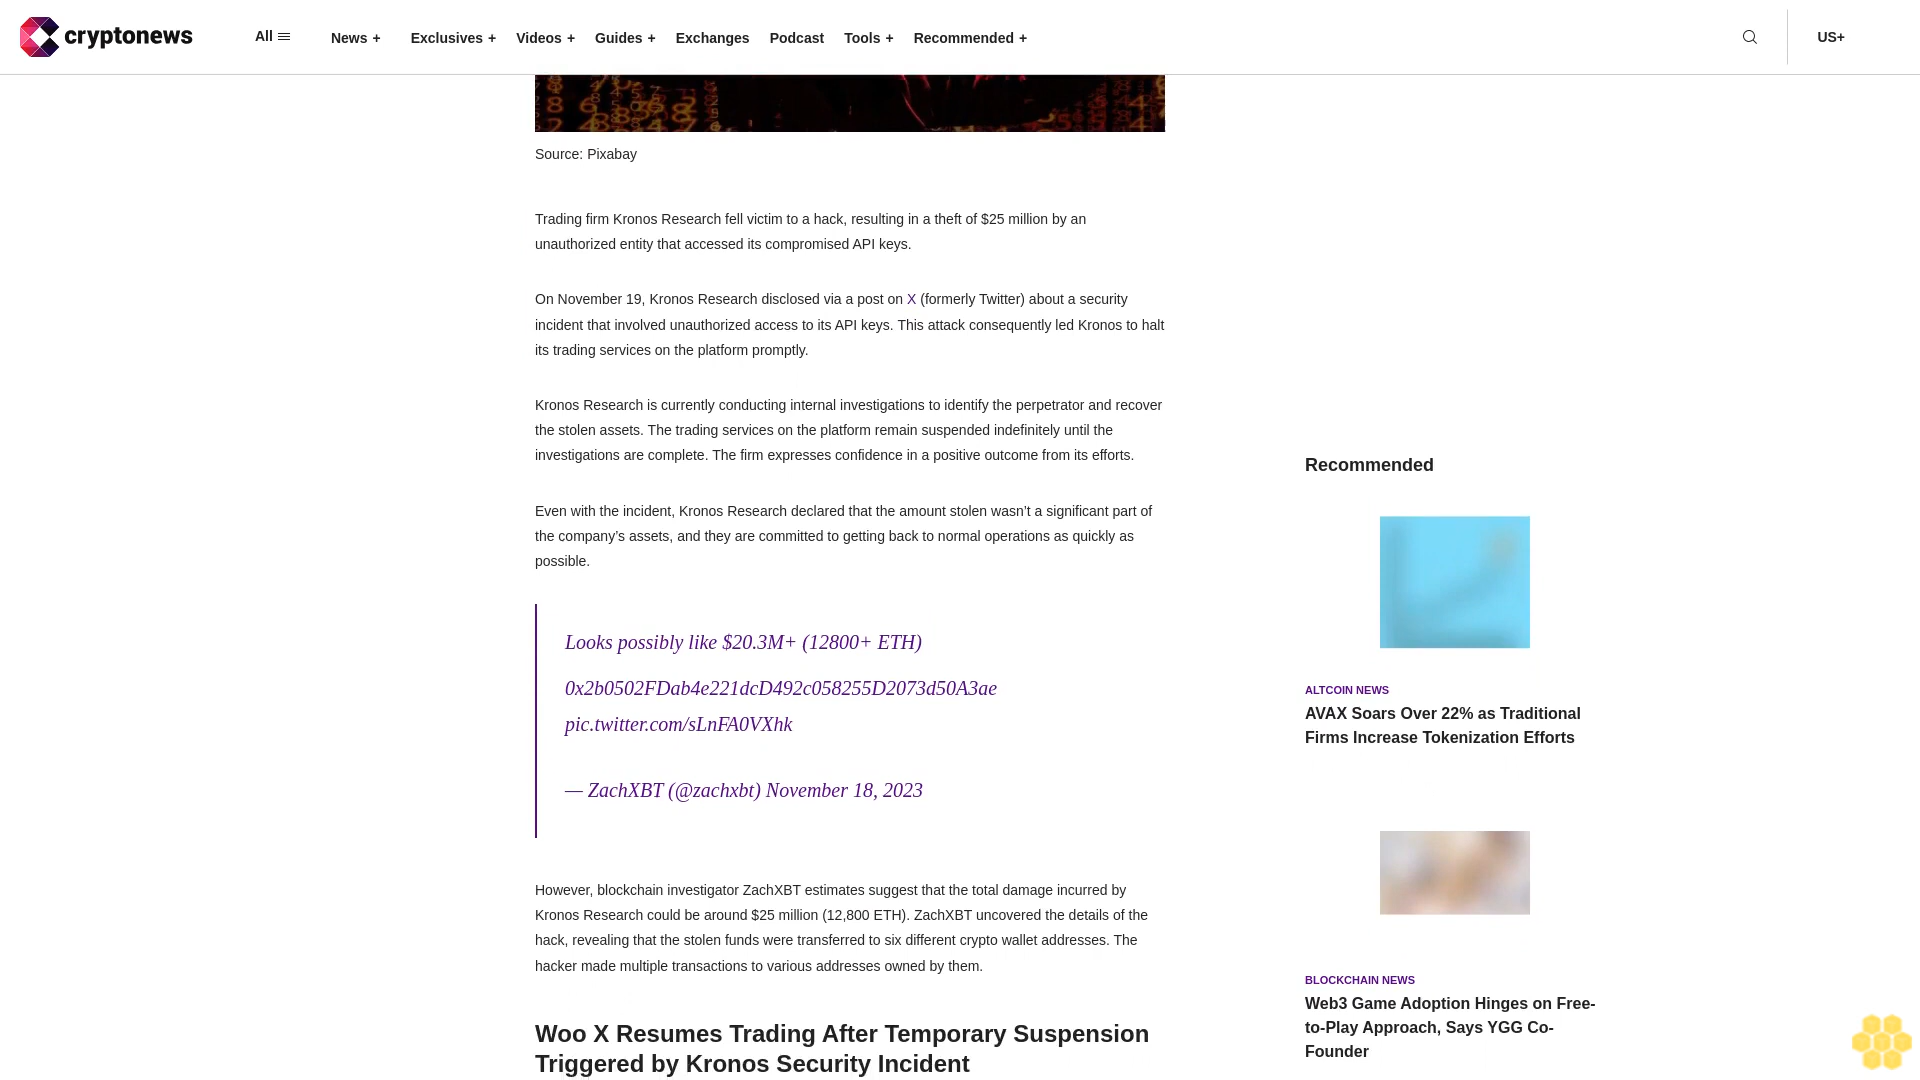 cryptonews
All
News +
Exclusives +
Videos +
Guides +
Exchanges
Podcast
Tools +
Recommended +
US+
Source: Pixabay
Trading firm Kronos Research fell victim to a hack, resulting in a theft of $25 million by an
unauthorized entity that accessed its compromised API keys.
On November 19, Kronos Research disclosed via a post on X (formerly Twitter) about a security
incident that involved unauthorized access to its API keys. This attack consequently led Kronos to halt
its trading services on the platform promptly.
Kronos Research is currently conducting internal investigations to identify the perpetrator and recover
the stolen assets. The trading services on the platform remain suspended indefinitely until the
investigations are complete. The firm expresses confidence in a positive outcome from its efforts.
Even with the incident, Kronos Research declared that the amount stolen wasn’t a significant part of
the company’s assets, and they are committed to getting back to normal operations as quickly as
possible.
Looks possibly like $20.3M+ (12800+ ETH)
0x2b0502FDab4e221dcD492c058255D2073d50A3ae
pic.twitter.com/sLnFA0VXhk
— ZachXBT (@zachxbt) November 18, 2023
However, blockchain investigator ZachXBT estimates suggest that the total damage incurred by
Kronos Research could be around $25 million (12,800 ETH). ZachXBT uncovered the details of the
hack, revealing that the stolen funds were transferred to six different crypto wallet addresses. The
hacker made multiple transactions to various addresses owned by them.
Woo X Resumes Trading After Temporary Suspension
Triggered by Kronos Security Incident
Recommended
ALTCOIN NEWS
AVAX Soars Over 22% as Traditional
Firms Increase Tokenization Efforts
BLOCKCHAIN NEWS
Web3 Game Adoption Hinges on Free-
to-Play Approach, Says YGG Co-
Founder